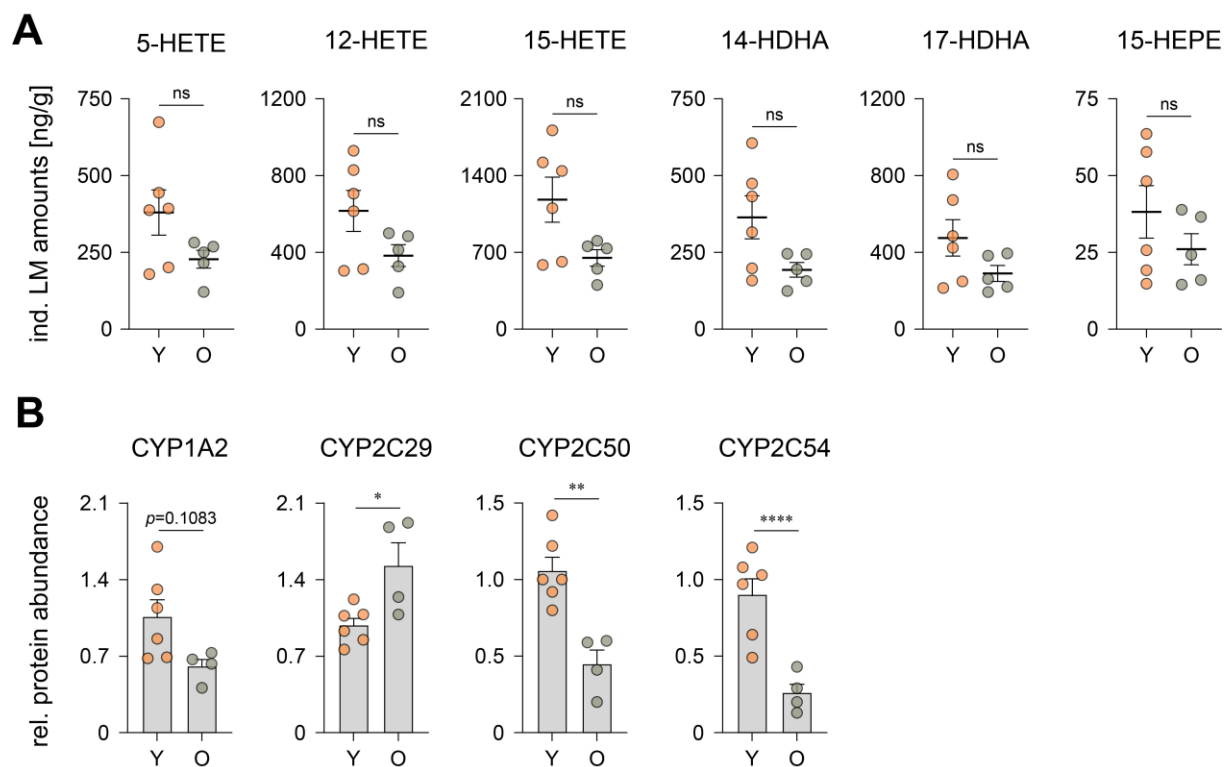 A
5-HETE 12-HETE 15-HETE 14-HDHA 17-HDHA 15-HEPE
ind. LM amounts [ng/g]
750 1200 2100 750 1200 75
ns ns ns ns ns ns
500 800 1400 500 800 50
250 400 700 250 400 25
0 0 0 0 0 0
Y O Y O Y O Y O Y O Y O
B
CYP1A2 CYP2C29 CYP2C50 CYP2C54
rel. protein abundance
2.1 2.1 1.5 1.5
p=0.1083 * ** ****
1.4 1.4 1.0 1.0
0.7 0.7 0.5 0.5
0 0 0 0
Y O Y O Y O Y O